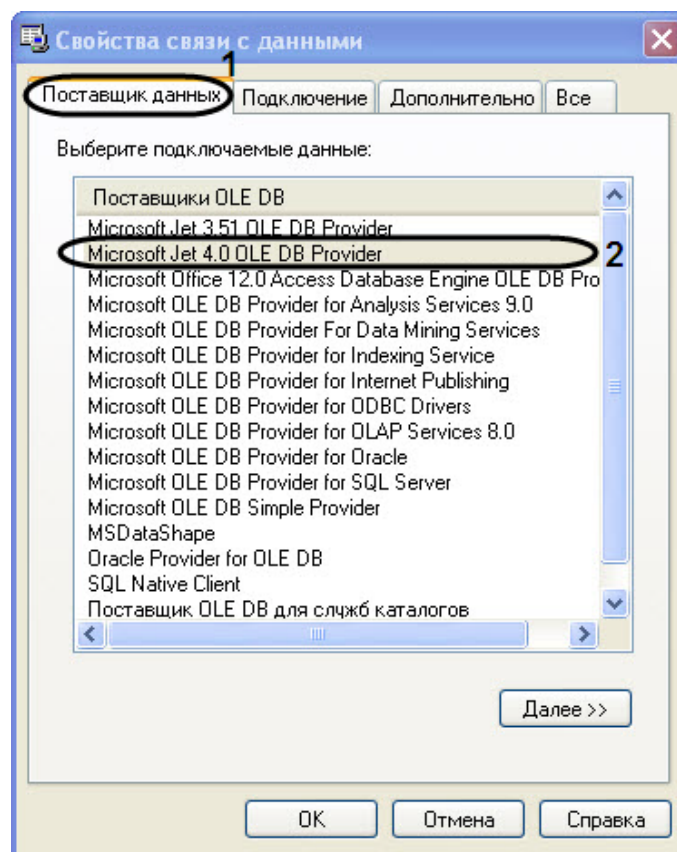 Свойства связи с данными
1
Поставщик данных Подключение Дополнительно Все
Выберите подключаемые данные:
Поставщики OLE DB
Microsoft Jet 3.51 OLE DB Provider
Microsoft Jet 4.0 OLE DB Provider 2
Microsoft Office 12.0 Access Database Engine OLE DB Pro
Microsoft OLE DB Provider for Analysis Services 9.0
Microsoft OLE DB Provider For Data Mining Services
Microsoft OLE DB Provider for Indexing Service
Microsoft OLE DB Provider for Internet Publishing
Microsoft OLE DB Provider for ODBC Drivers
Microsoft OLE DB Provider for OLAP Services 8.0
Microsoft OLE DB Provider for Oracle
Microsoft OLE DB Provider for SQL Server
Microsoft OLE DB Simple Provider
MSDataShape
Oracle Provider for OLE DB
SQL Native Client
Поставщик OLE DB для служб каталогов
Далее >>
OK Отмена Справка